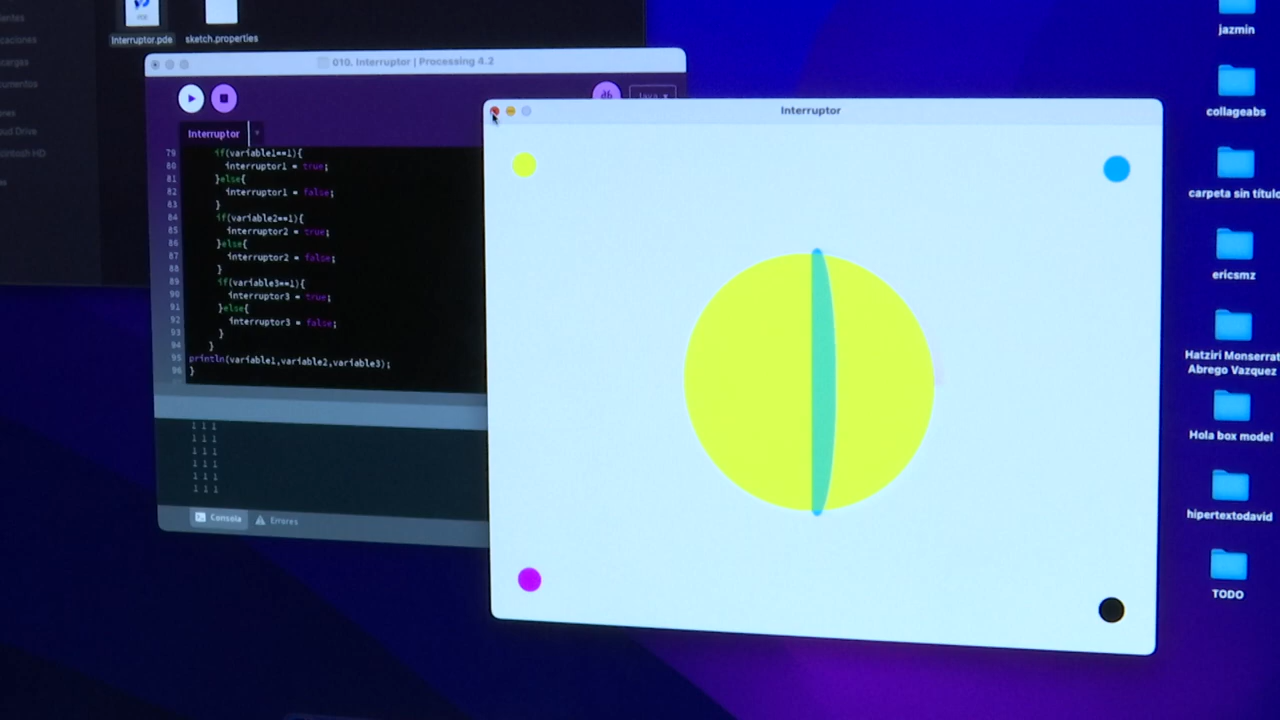 Interruptor.pde
sketch.properties
010. Interruptor | Processing 4.2
Interruptor
79 if(variable1==1){
80 interruptor1 = true;
81 }else{
82 interruptor1 = false;
83 }
84 if(variable2==1){
85 interruptor2 = true;
86 }else{
87 interruptor2 = false;
88 }
89 if(variable3==1){
90 interruptor3 = true;
91 }else{
92 interruptor3 = false;
93 }
94 }
95 println(variable1,variable2,variable3);
96 }
1 1 1
1 1 1
1 1 1
1 1 1
1 1 1
1 1 1
Consola
Errores
Interruptor
jazmin
collageabs
carpeta sin título
ericsmz
Hatziri Monserrat
Abrego Vazquez
Hola box model
hipertextodavid
TODO